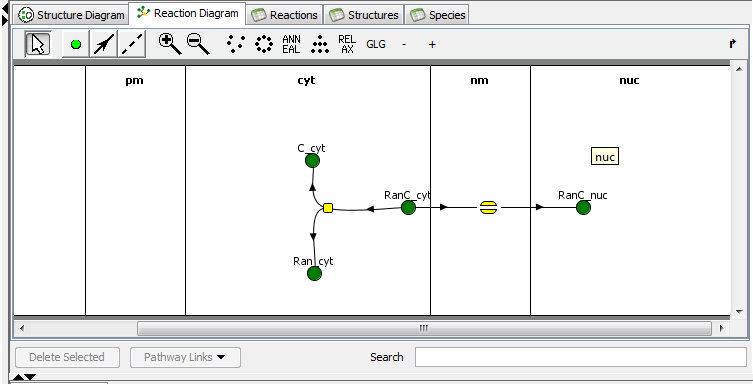 Structure Diagram Reaction Diagram Reactions Structures Species
ANN EAL REL AX GLG - +
pm cyt nm nuc
C_cyt
nuc
RanC_cyt RanC_nuc
Ran_cyt
Delete Selected Pathway Links Search